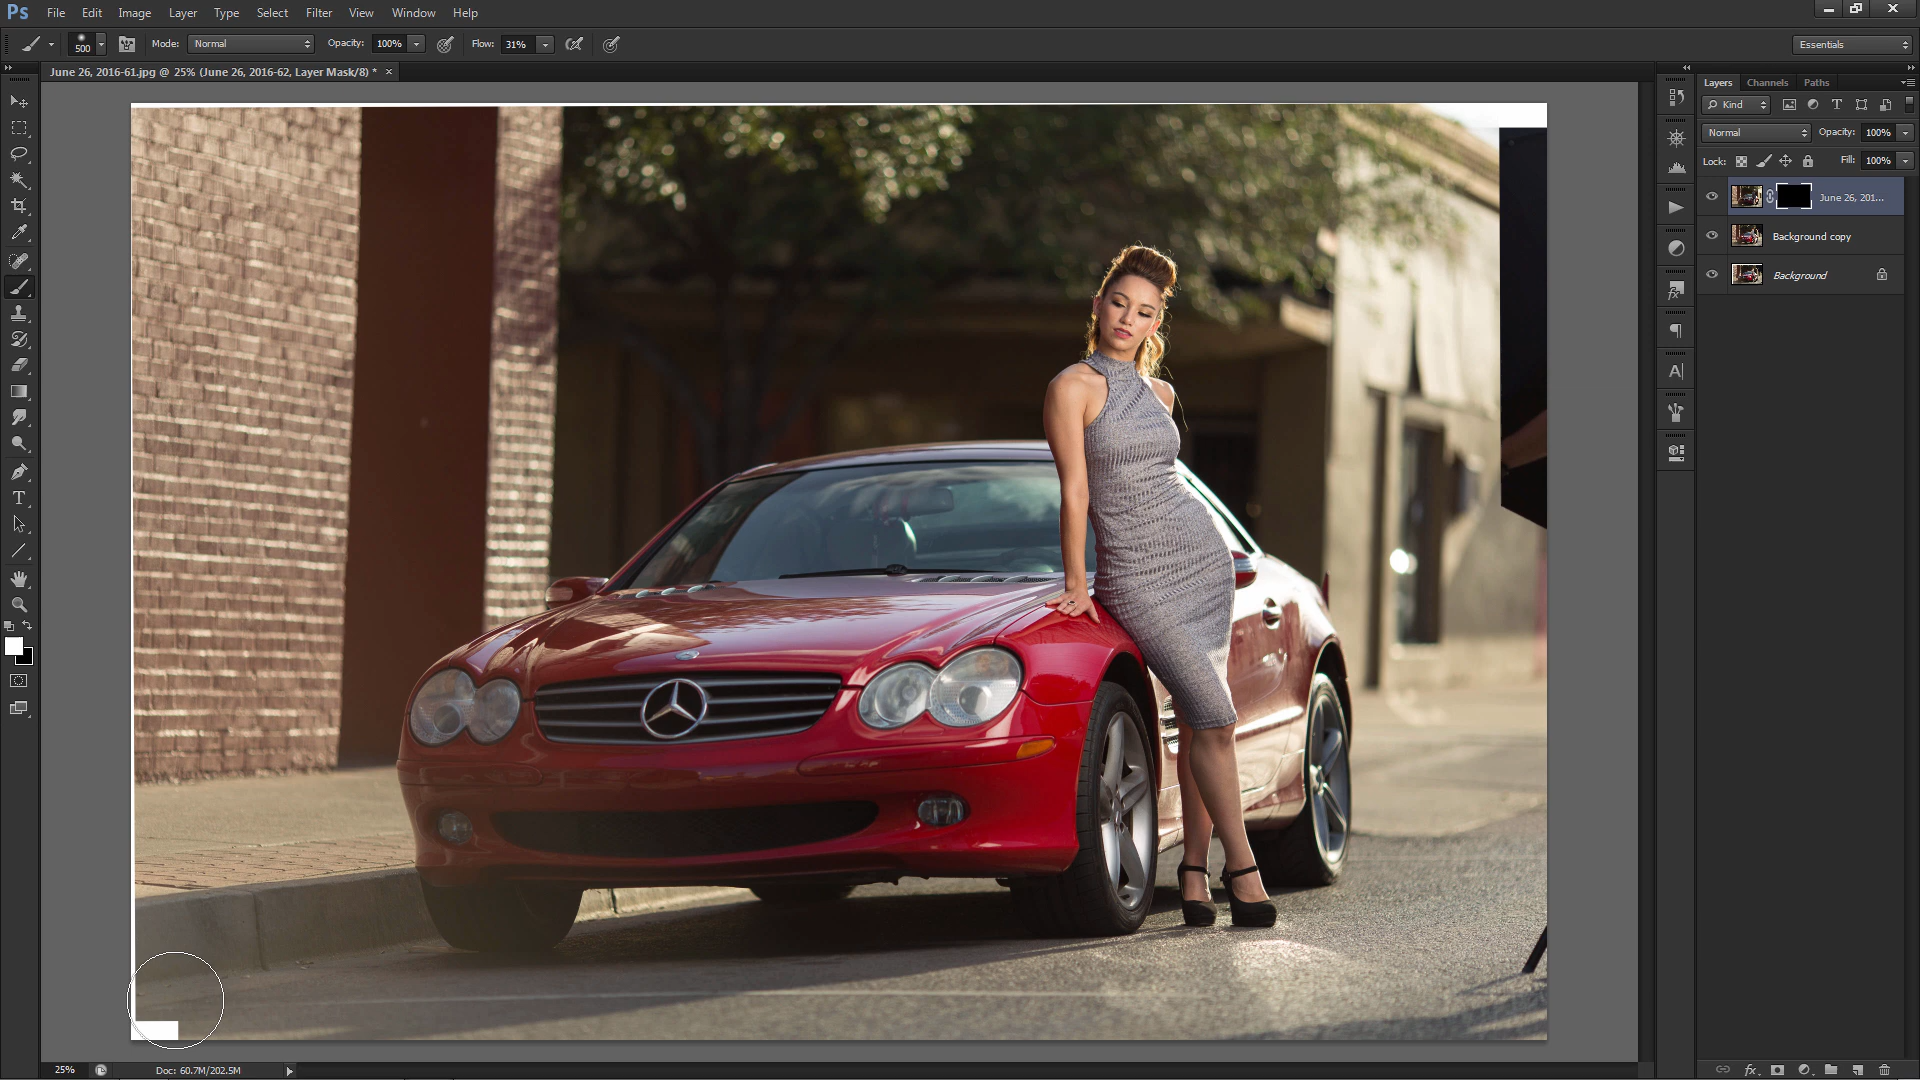 Ps File Edit Image Layer Type Select Filter View Window Help
500 Mode: Normal Opacity: 100% Flow: 31% Essentials
June 26, 2016-61.jpg @ 25% (June 26, 2016-62, Layer Mask/8) * ×
Layers Channels Paths
Kind
Normal Opacity: 100%
Lock: Fill: 100%
June 26, 201...
Background copy
Background
25% Doc: 60.7M/202.5M